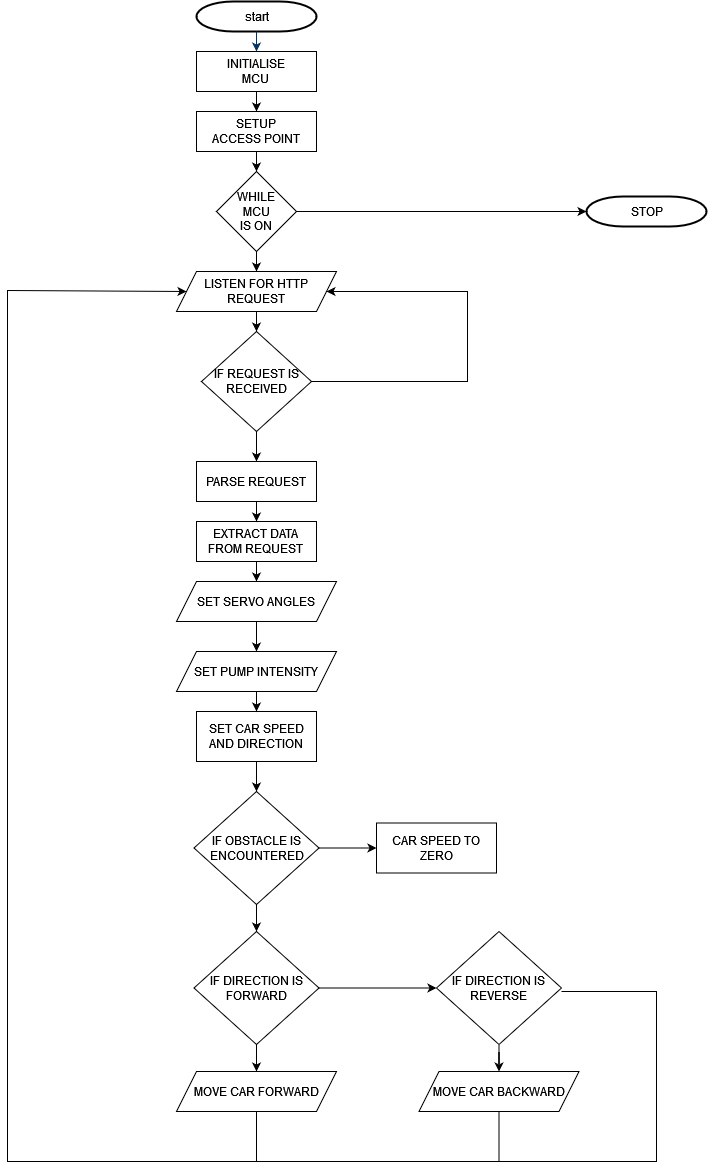 start
INITIALISE
MCU
SETUP
ACCESS POINT
WHILE
MCU
IS ON
STOP
LISTEN FOR HTTP
REQUEST
IF REQUEST IS
RECEIVED
PARSE REQUEST
EXTRACT DATA
FROM REQUEST
SET SERVO ANGLES
SET PUMP INTENSITY
SET CAR SPEED
AND DIRECTION
IF OBSTACLE IS
ENCOUNTERED
CAR SPEED TO
ZERO
IF DIRECTION IS
FORWARD
IF DIRECTION IS
REVERSE
MOVE CAR FORWARD
MOVE CAR BACKWARD